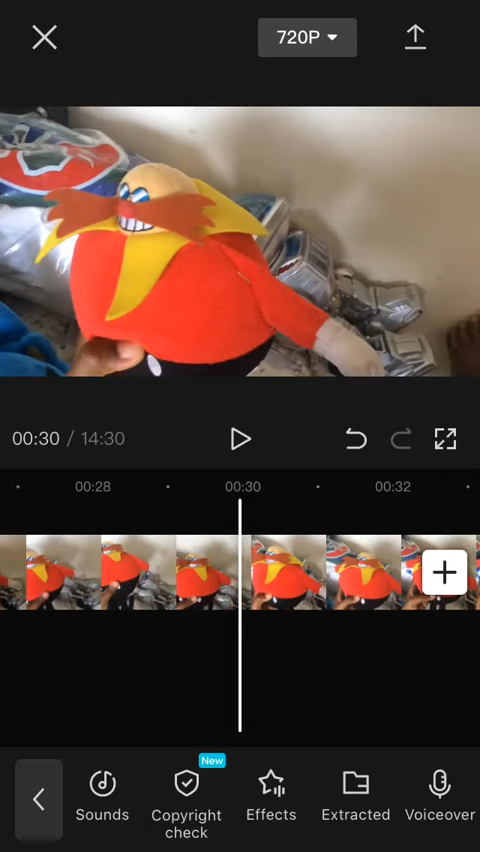 720P
00:30 / 14:30
00:28
00:30
00:32
New
Sounds
Copyright check
Effects
Extracted
Voiceover